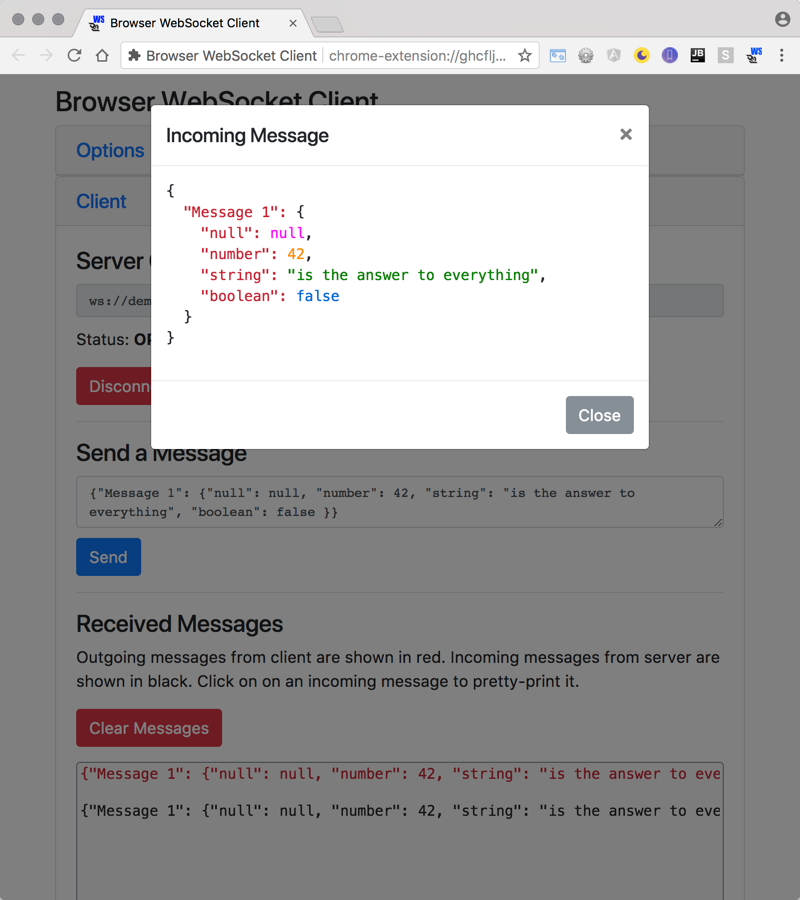 WS Browser WebSocket Client ×
Browser WebSocket Client chrome-extension://ghcflj... JB S WS
Browser WebSocket Client
Options
Client
Server
ws://dem
Status:
Disconn
Incoming Message ×
{
"Message 1": {
"null": null,
"number": 42,
"string": "is the answer to everything",
"boolean": false
}
}
Close
Send a Message
{"Message 1": {"null": null, "number": 42, "string": "is the answer to
everything", "boolean": false }}
Send
Received Messages
Outgoing messages from client are shown in red. Incoming messages from server are
shown in black. Click on on an incoming message to pretty-print it.
Clear Messages
{"Message 1": {"null": null, "number": 42, "string": "is the answer to eve
{"Message 1": {"null": null, "number": 42, "string": "is the answer to eve